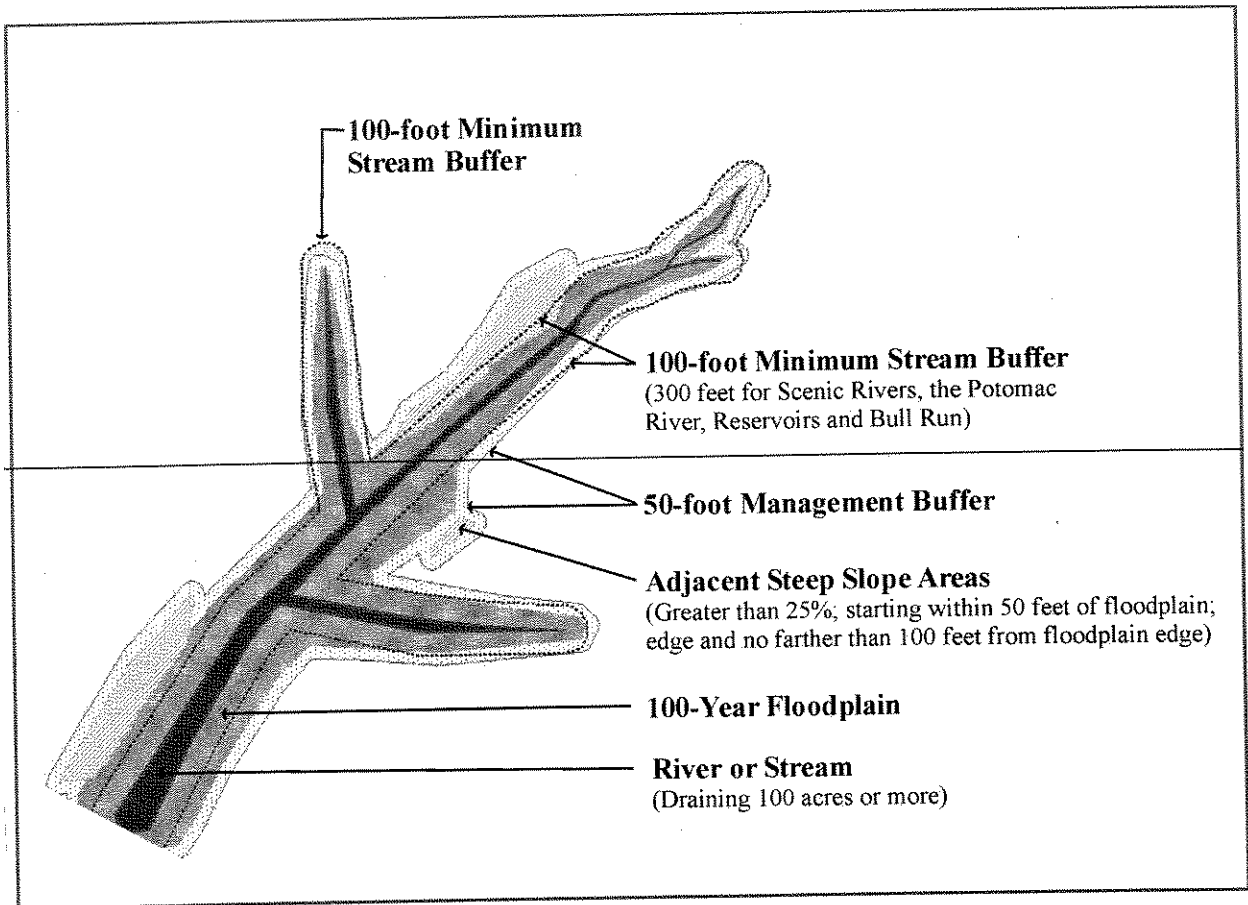 100-foot Minimum
Stream Buffer
100-foot Minimum Stream Buffer
(300 feet for Scenic Rivers, the Potomac
River, Reservoirs and Bull Run)
50-foot Management Buffer
Adjacent Steep Slope Areas
(Greater than 25%; starting within 50 feet of floodplain;
edge and no farther than 100 feet from floodplain edge)
100-Year Floodplain
River or Stream
(Draining 100 acres or more)